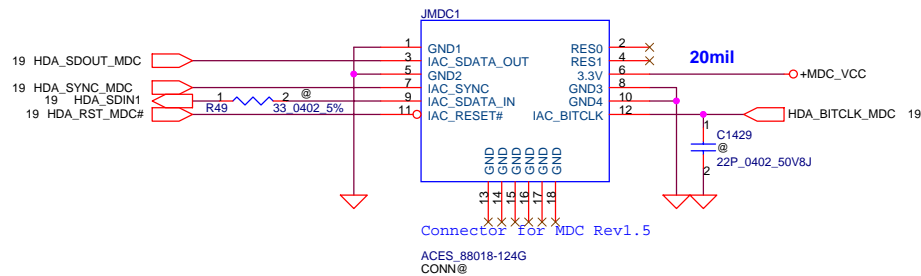 JMDC1
1 GND1 RES0 2
19 HDA_SDOUT_MDC 3 IAC_SDATA_OUT RES1 4 20mil
5 GND2 3.3V 6 +MDC_VCC
19 HDA_SYNC_MDC 7 IAC_SYNC GND3 8
19 HDA_SDIN1 1 2 @ 9 IAC_SDATA_IN GND4 10
R49 33_0402_5%
19 HDA_RST_MDC# 11 IAC_RESET# IAC_BITCLK 12 HDA_BITCLK_MDC 19
1 C1429
@
2 22P_0402_50V8J
GND GND GND GND GND GND
13 14 15 16 17 18
Connector for MDC Rev1.5
ACES_88018-124G
CONN@